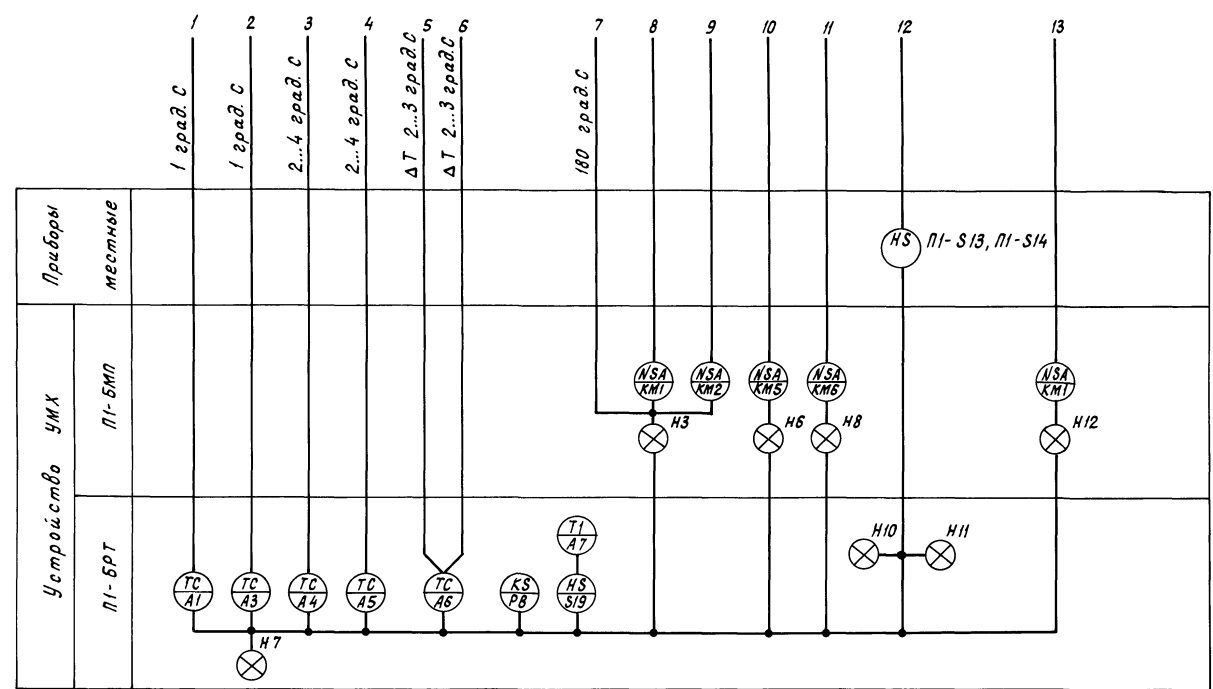 1 2 3 4 5 6 7 8 9 10 11 12 13
1 град. С
1 град. С
2...4 град. С
2...4 град. С
ΔТ 2...3 град. С
ΔТ 2...3 град. С
180 град. С
Приборы
местные
HS
П1-S13, П1-S14
Устройство УМХ
П1-БМП
NSA
KM1
NSA
KM2
NSA
KM5
NSA
KM6
NSA
KM1
H3
H6
H8
H12
П1-БРТ
T1
A7
H10
H11
TC
A1
TC
A3
TC
A4
TC
A5
TC
A6
KS
P8
HS
S19
H7